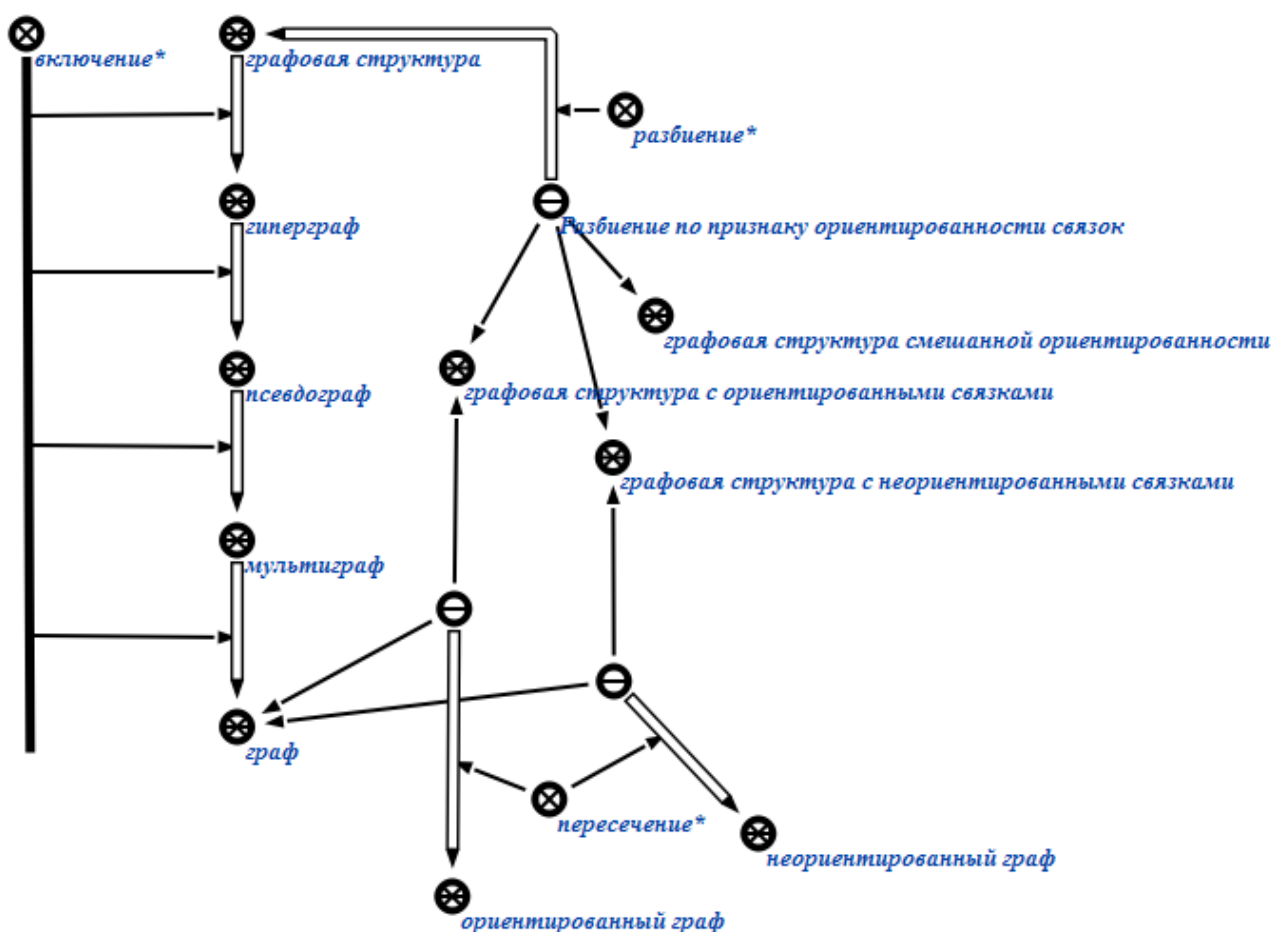 включение*
графовая структура
разбиение*
гиперграф
Разбиение по признаку ориентированности связок
графовая структура смешанной ориентированности
псевдограф
графовая структура с ориентированными связками
графовая структура с неориентированными связками
мультиграф
граф
пересечение*
неориентированный граф
ориентированный граф